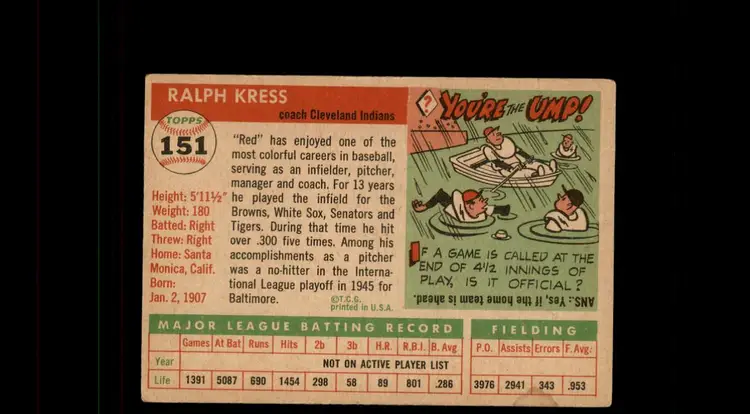 RALPH KRESS
coach Cleveland Indians
TOPPS
151
Height: 5'11½"
Weight: 180
Batted: Right
Threw: Right
Home: Santa
Monica, Calif.
Born:
Jan. 2, 1907
"Red" has enjoyed one of the
most colorful careers in baseball,
serving as an infielder, pitcher,
manager and coach. For 13 years
he played the infield for the
Browns, White Sox, Senators and
Tigers. During that time he hit
over .300 five times. Among his
accomplishments as a pitcher
was a no-hitter in the Interna-
tional League playoff in 1945 for
Baltimore.
©T.C.G.
printed in U.S.A.
? YOU'RE THE UMP!
IF A GAME IS CALLED AT THE
END OF 4½ INNINGS OF
PLAY, IS IT OFFICIAL?
ANS.: Yes, if the home team is ahead.
MAJOR LEAGUE BATTING RECORD
FIELDING
Games At Bat Runs Hits 2b 3b H.R. R.B.I. B. Avg
P.O. Assists Errors F. Avg.
Year NOT ON ACTIVE PLAYER LIST
Life 1391 5087 690 1454 298 58 89 801 .286
3976 2941 343 .953